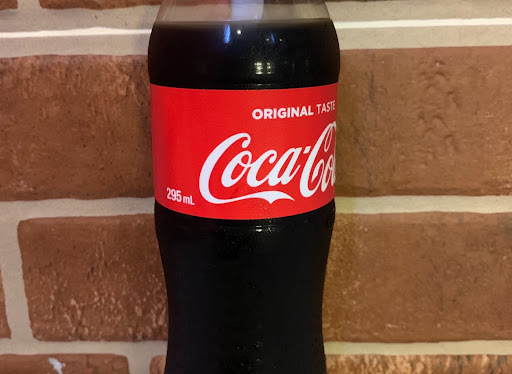 ORIGINAL TASTE
Coca-Co
295 mL